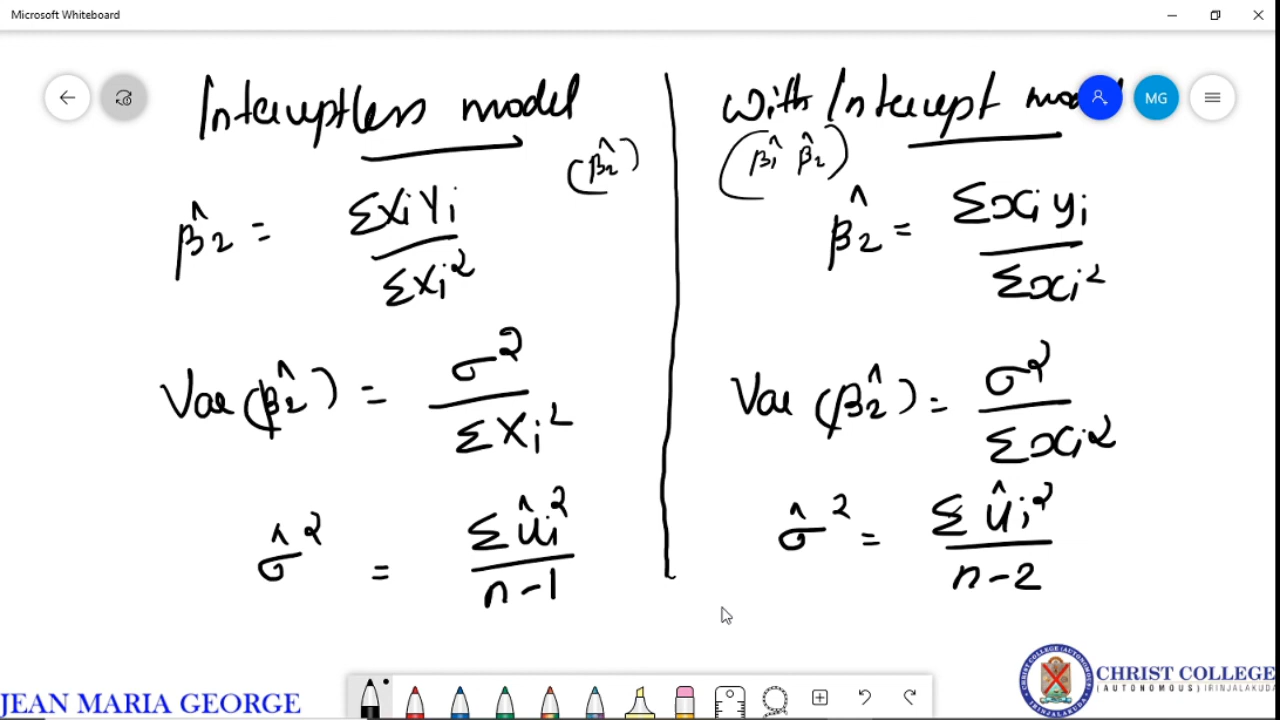 Microsoft Whiteboard
Interceptless model
(β̂2)
β̂2 = ΣXiYi / ΣXi²
Var(β̂2) = σ² / ΣXi²
σ̂² = Σûi² / n-1
With Intercept
MG
(β̂1 β̂2)
β̂2 = Σxiyi / Σxi²
Var(β̂2) = σ² / Σxi²
σ̂² = Σûi² / n-2
JEAN MARIA GEORGE
CHRIST COLLEGE
(AUTONOMOUS) IRINJALAKUDA